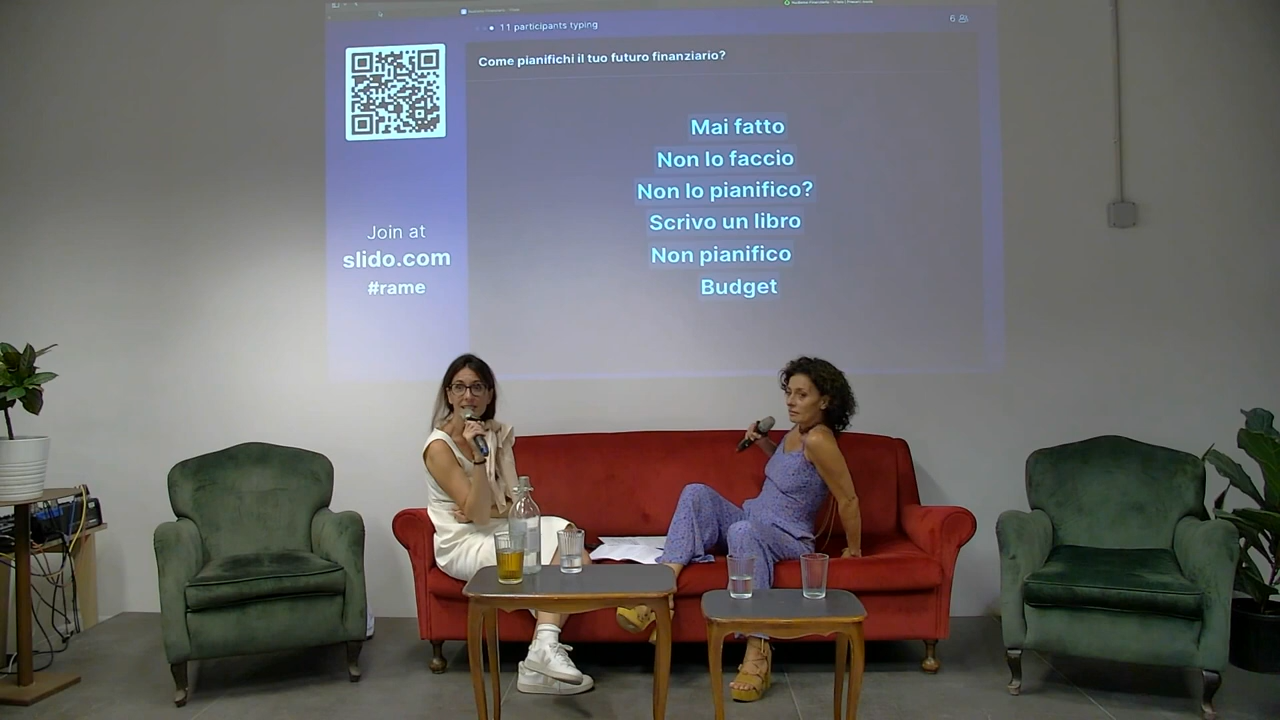 11 participants typing
6
Come pianifichi il tuo futuro finanziario?
Mai fatto
Non lo faccio
Non lo pianifico?
Scrivo un libro
Non pianifico
Budget
Join at
slido.com
#rame